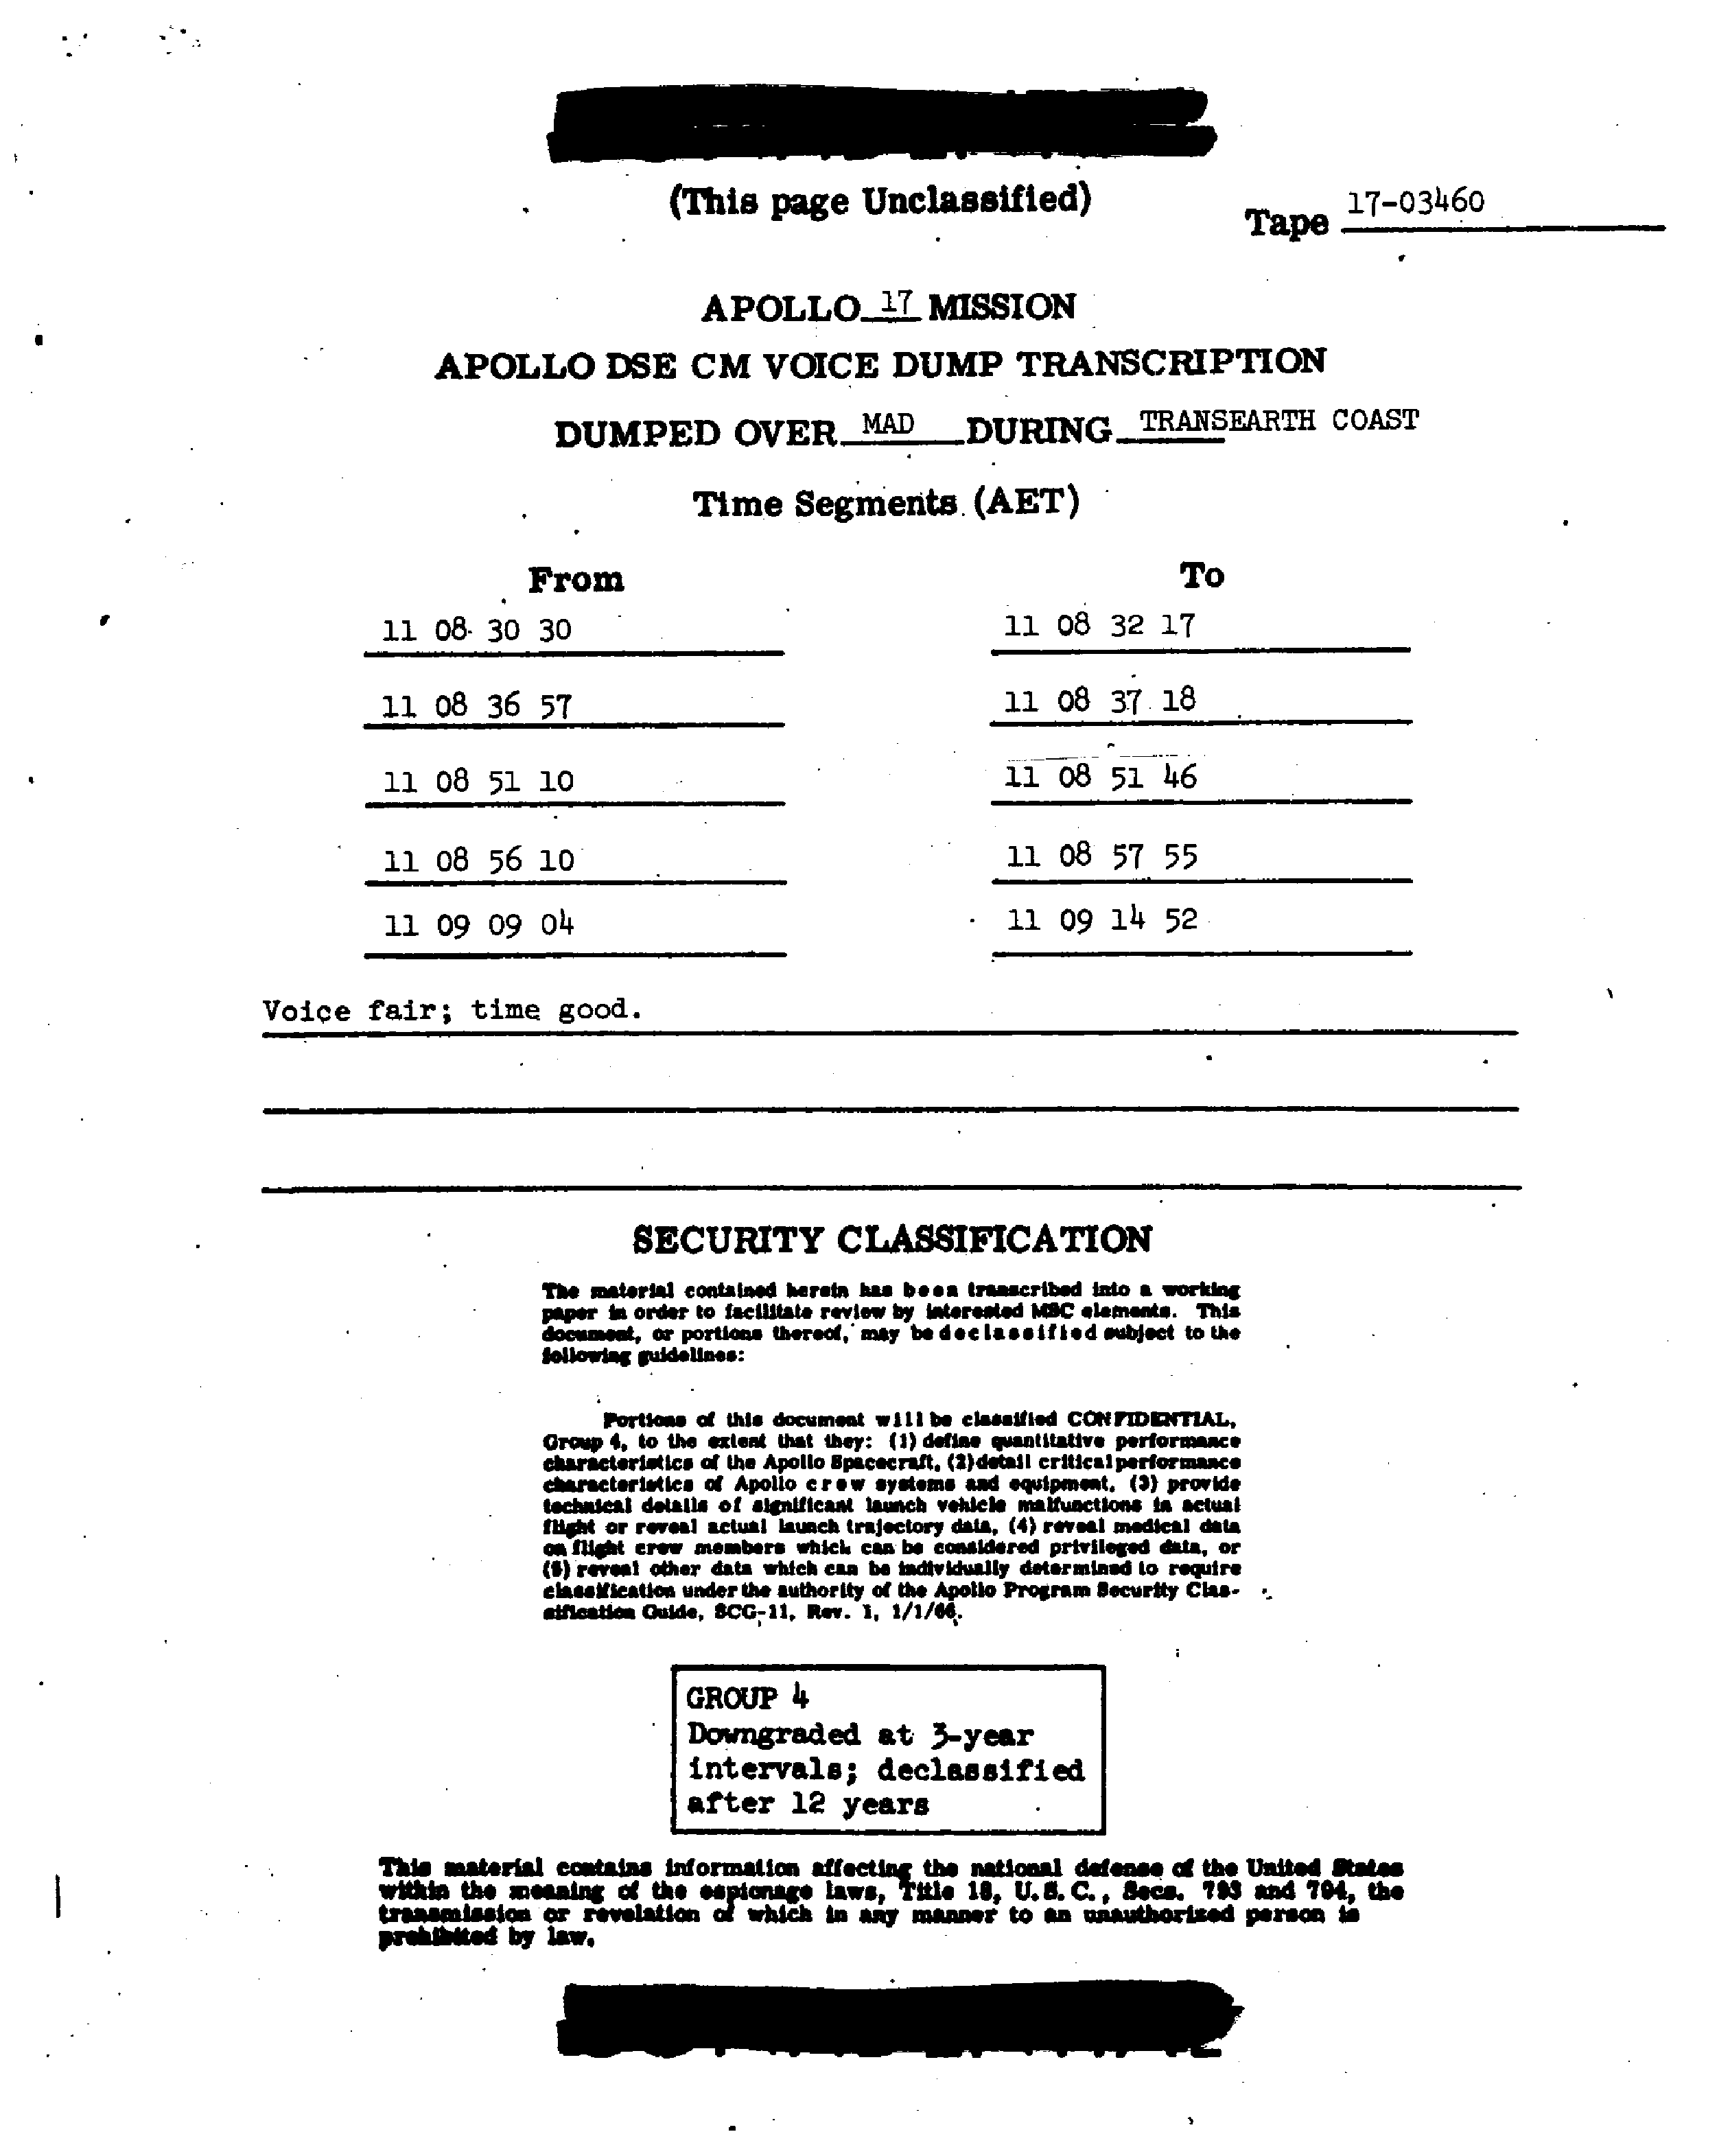 (This page Unclassified)
Tape 17-03460
APOLLO 17 MISSION
APOLLO DSE CM VOICE DUMP TRANSCRIPTION
DUMPED OVER MAD DURING TRANSEARTH COAST
Time Segments (AET)
From To
11 08 30 30 11 08 32 17
11 08 36 57 11 08 37 18
11 08 51 10 11 08 51 46
11 08 56 10 11 08 57 55
11 09 09 04 11 09 14 52
Voice fair; time good.
SECURITY CLASSIFICATION
The material contained herein has been transcribed into a working
paper in order to facilitate review by interested MSC elements. This
document, or portions thereof, may be declassified subject to the
following guidelines:
Portions of this document will be classified CONFIDENTIAL,
Group 4, to the extent that they: (1) define quantitative performance
characteristics of the Apollo Spacecraft, (2) detail critical performance
characteristics of Apollo crew systems and equipment, (3) provide
technical details of significant launch vehicle malfunctions in actual
flight or reveal actual launch trajectory data, (4) reveal medical data
on flight crew members which can be considered privileged data, or
(5) reveal other data which can be individually determined to require
classification under the authority of the Apollo Program Security Clas-
sification Guide, SCG-11, Rev. 1, 1/1/66.
GROUP 4
Downgraded at 3-year
intervals; declassified
after 12 years
This material contains information affecting the national defense of the United States
within the meaning of the espionage laws, Title 18, U.S.C., Secs. 793 and 794, the
transmission or revelation of which in any manner to an unauthorized person is
prohibited by law.